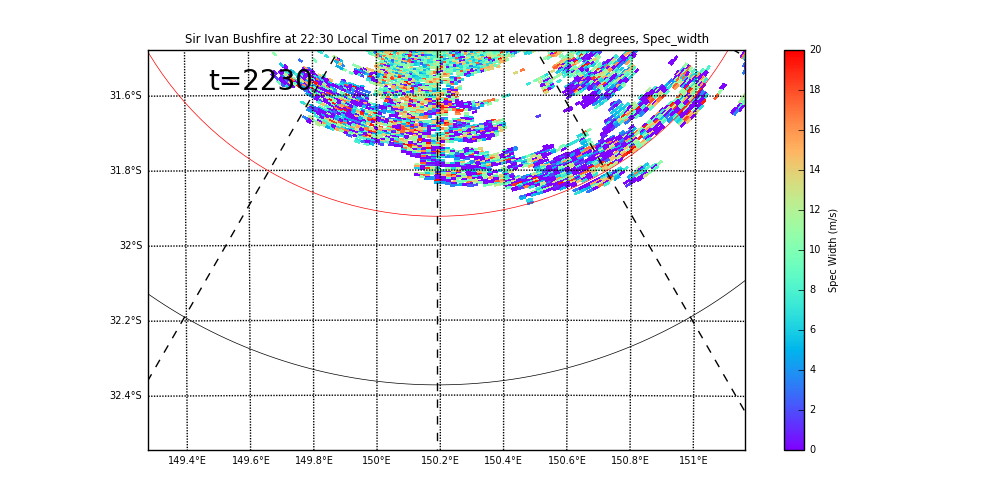 Sir Ivan Bushfire at 22:30 Local Time on 2017 02 12 at elevation 1.8 degrees, Spec_width
t=2230
31.6°S
31.8°S
32°S
32.2°S
32.4°S
149.4°E 149.6°E 149.8°E 150°E 150.2°E 150.4°E 150.6°E 150.8°E 151°E
20
18
16
14
12
10
8
6
4
2
0
Spec Width (m/s)